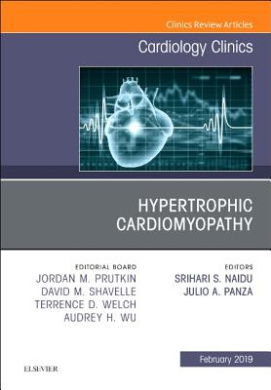 Clinics Review Articles
Cardiology Clinics
HYPERTROPHIC
CARDIOMYOPATHY
EDITORIAL BOARD
JORDAN M. PRUTKIN
DAVID M. SHAVELLE
TERRENCE D. WELCH
AUDREY H. WU
EDITORS
SRIHARI S. NAIDU
JULIO A. PANZA
ELSEVIER
February 2019